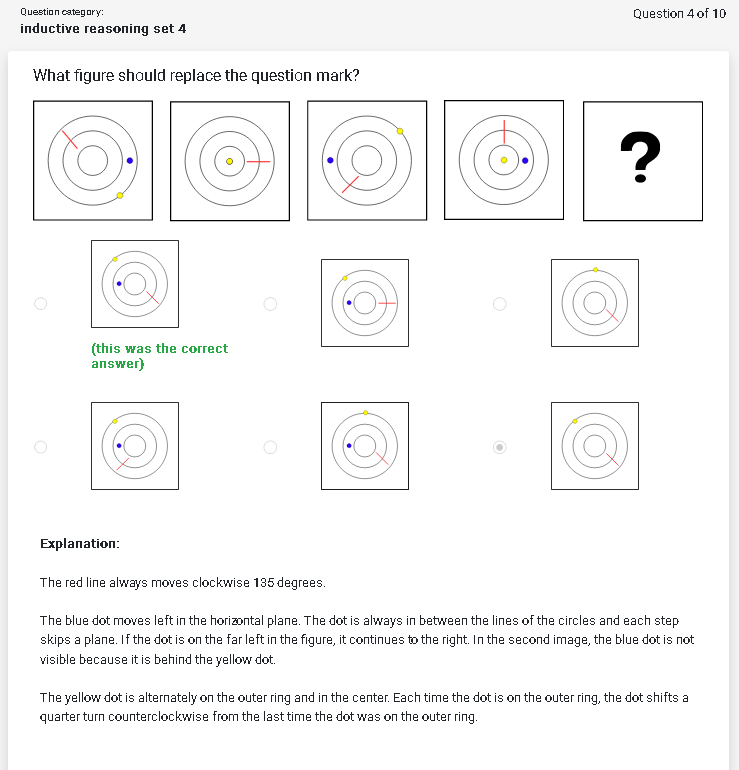 Question category:
Question 4 of 10
inductive reasoning set 4
What figure should replace the question mark?
?
(this was the correct
answer)
Explanation:
The red line always moves clockwise 135 degrees.
The blue dot moves left in the horizontal plane. The dot is always in between the lines of the circles and each step
skips a plane. If the dot is on the far left in the figure, it continues to the right. In the second image, the blue dot is not
visible because it is behind the yellow dot.
The yellow dot is alternately on the outer ring and in the center. Each time the dot is on the outer ring, the dot shifts a
quarter turn counterclockwise from the last time the dot was on the outer ring.